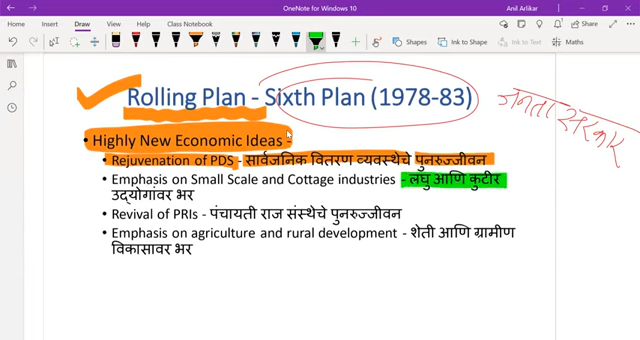 OneNote for Windows 10
Anil Arlikar
Home Insert Draw View Help Class Notebook
Share
Shapes Ink to Shape Ink to Text Maths
Rolling Plan - Sixth Plan (1978-83)
जनता सरकार
• Highly New Economic Ideas -
• Rejuvenation of PDS - सार्वजनिक वितरण व्यवस्थेचे पुनरुज्जीवन
• Emphasis on Small Scale and Cottage industries - लघु आणि कुटीर
उद्योगांवर भर
• Revival of PRIs - पंचायती राज संस्थेचे पुनरुज्जीवन
• Emphasis on agriculture and rural development - शेती आणि ग्रामीण
विकासावर भर